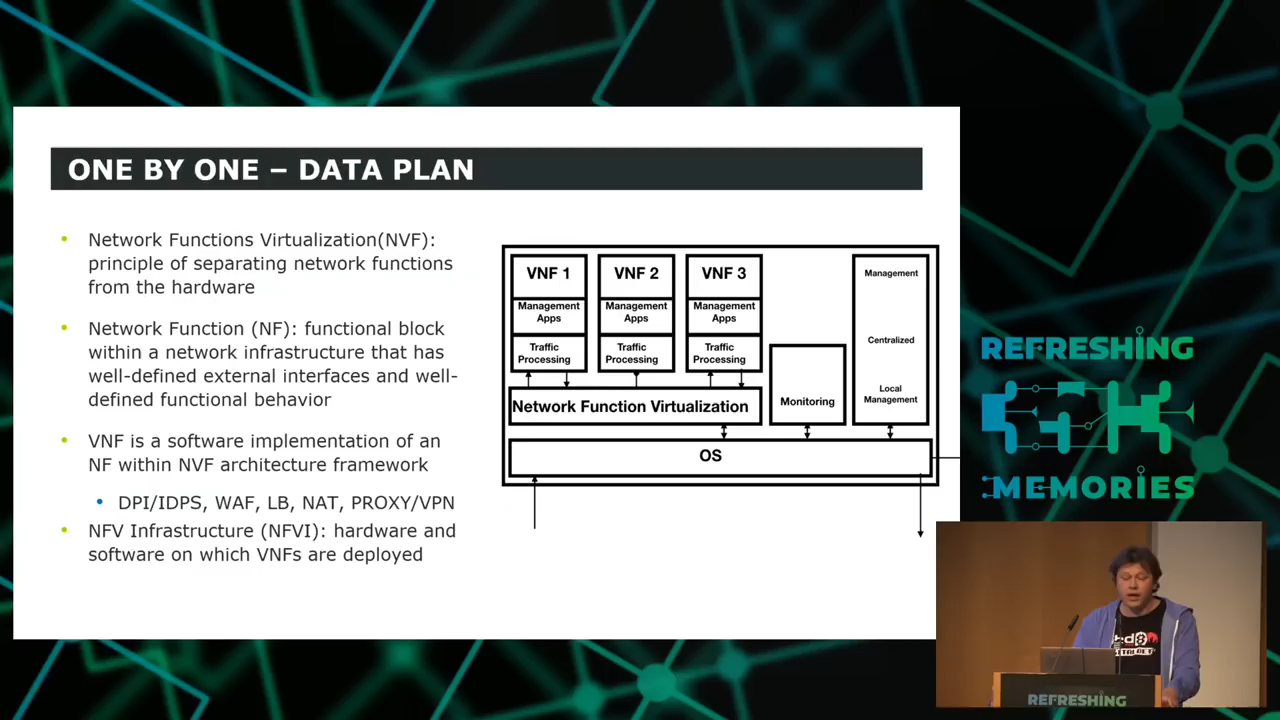 ONE BY ONE – DATA PLAN
• Network Functions Virtualization(NVF):
principle of separating network functions
from the hardware
• Network Function (NF): functional block
within a network infrastructure that has
well-defined external interfaces and well-
defined functional behavior
• VNF is a software implementation of an
NF within NVF architecture framework
• DPI/IDPS, WAF, LB, NAT, PROXY/VPN
• NFV Infrastructure (NFVI): hardware and
software on which VNFs are deployed
VNF 1
Management
Apps
Traffic
Processing
VNF 2
Management
Apps
Traffic
Processing
VNF 3
Management
Apps
Traffic
Processing
Network Function Virtualization
Monitoring
Management
Centralized
Local
Management
OS
REFRESHING
MEMORIES
REFRESHING